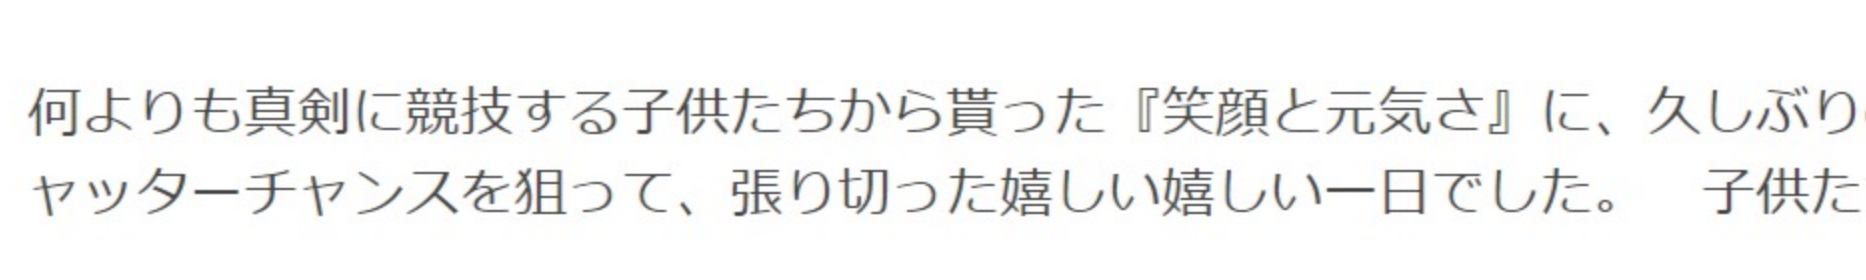 何よりも真剣に競技する子供たちから貰った『笑顔と元気さ』に、久しぶり
ャッターチャンスを狙って、張り切った嬉しい嬉しい一日でした。　子供た